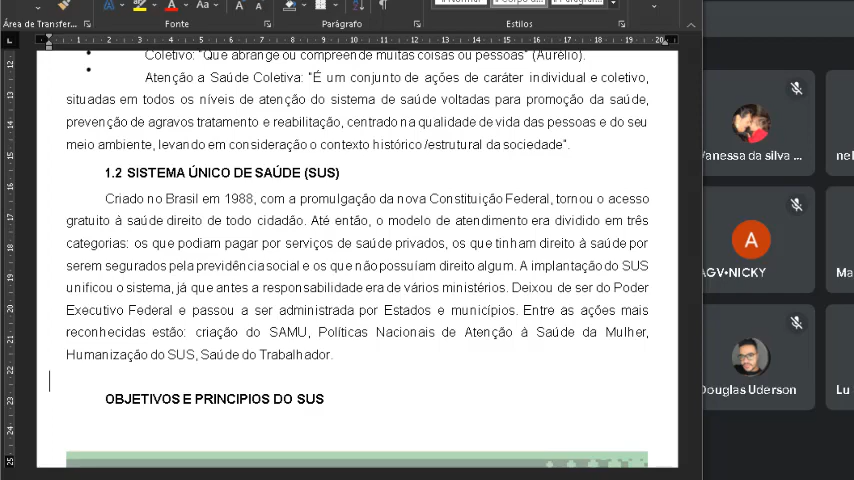 Área de Transfer...
Fonte
Parágrafo
Estilos
Coletivo: "Que abrange ou compreende muitas coisas ou pessoas" (Aurélio).
Atenção a Saúde Coletiva: "É um conjunto de ações de caráter individual e coletivo,
situadas em todos os níveis de atenção do sistema de saúde voltadas para promoção da saúde,
prevenção de agravos tratamento e reabilitação, centrado na qualidade de vida das pessoas e do seu
meio ambiente, levando em consideração o contexto histórico /estrutural da sociedade".
1.2 SISTEMA ÚNICO DE SAÚDE (SUS)
Criado no Brasil em 1988, com a promulgação da nova Constituição Federal, tornou o acesso
gratuito à saúde direito de todo cidadão. Até então, o modelo de atendimento era dividido em três
categorias: os que podiam pagar por serviços de saúde privados, os que tinham direito à saúde por
serem segurados pela previdência social e os que não possuíam direito algum. A implantação do SUS
unificou o sistema, já que antes a responsabilidade era de vários ministérios. Deixou de ser do Poder
Executivo Federal e passou a ser administrada por Estados e municípios. Entre as ações mais
reconhecidas estão: criação do SAMU, Políticas Nacionais de Atenção à Saúde da Mulher,
Humanização do SUS, Saúde do Trabalhador.
OBJETIVOS E PRINCIPIOS DO SUS
Vanessa da silva ...
nel
A
AGV•NICKY
Ma
Douglas Uderson
Lu